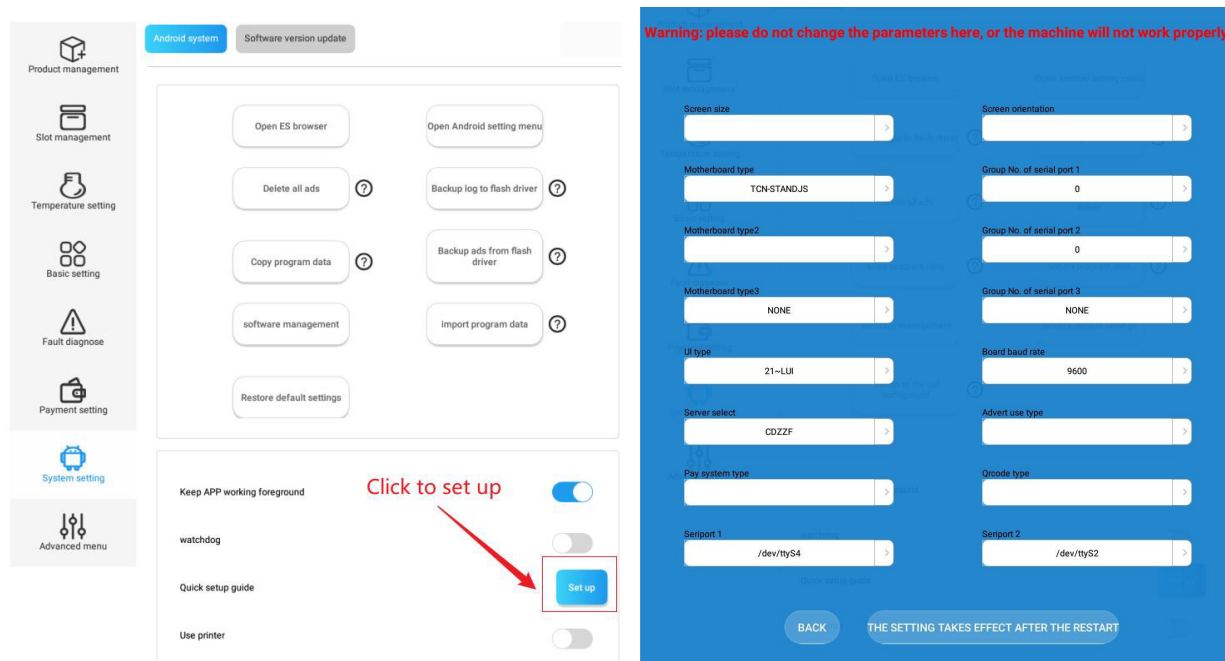 Android system
Software version update
Product management
Slot management
Temperature setting
Basic setting
Fault diagnose
Payment setting
System setting
Advanced menu
Open ES browser
Open Android setting menu
Delete all ads
?
Backup log to flash driver
?
Copy program data
?
Backup ads from flash
driver
?
software management
import program data
?
Restore default settings
Keep APP working foreground
Click to set up
watchdog
Quick setup guide
Set up
Use printer
Warning: please do not change the parameters here, or the machine will not work properly
Screen size
Screen orientation
Motherboard type
Group No. of serial port 1
TCN-STANDJS
0
Motherboard type2
Group No. of serial port 2
0
Motherboard type3
Group No. of serial port 3
NONE
NONE
UI type
Board baud rate
21~LUI
9600
Server select
Advert use type
CDZZF
Pay system type
Qrcode type
Seriport 1
Seriport 2
/dev/ttyS4
/dev/ttyS2
Quick setup guide
BACK
THE SETTING TAKES EFFECT AFTER THE RESTART